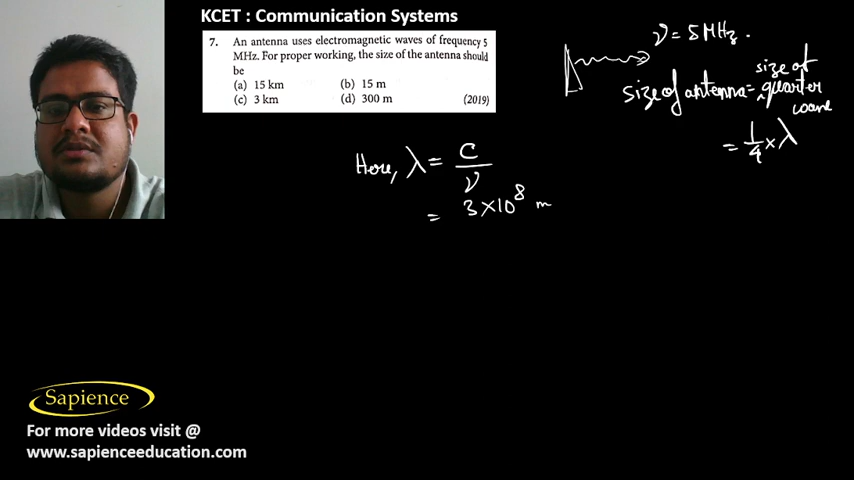 KCET : Communication Systems
7. An antenna uses electromagnetic waves of frequency 5
MHz. For proper working, the size of the antenna should
be
(a) 15 km (b) 15 m
(c) 3 km (d) 300 m (2019)
ν = 5 MHz.
size of antenna = size of
quarter
wave
= 1/4 × λ
Here, λ = c/ν
= 3 × 10⁸ m
Sapience
For more videos visit @
www.sapienceeducation.com